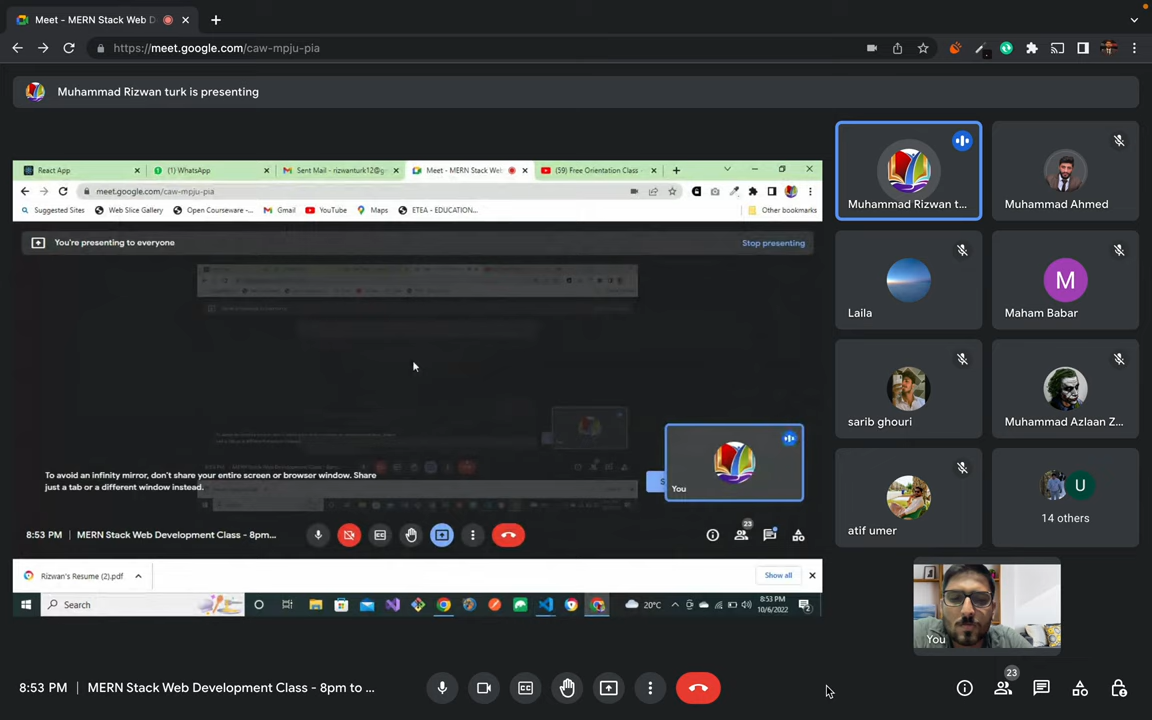 Meet - MERN Stack Web D
https://meet.google.com/caw-mpju-pia
Muhammad Rizwan turk is presenting
React App
(1) WhatsApp
Sent Mail - rizwanturk12@g
Meet - MERN Stack Web
(59) Free Orientation Class -
meet.google.com/caw-mpju-pia
Suggested Sites
Web Slice Gallery
Open Courseware -...
Gmail
YouTube
Maps
ETEA - EDUCATION...
Other bookmarks
You're presenting to everyone
Stop presenting
To avoid an infinity mirror, don't share your entire screen or browser window. Share
just a tab or a different window instead.
You
8:53 PM | MERN Stack Web Development Class - 8pm...
23
Rizwan's Resume (2).pdf
Show all
Search
20°C
8:53 PM
10/6/2022
2
Muhammad Rizwan t...
Muhammad Ahmed
Laila
M
Maham Babar
sarib ghouri
Muhammad Azlaan Z...
atif umer
U
14 others
You
8:53 PM | MERN Stack Web Development Class - 8pm to ...
23